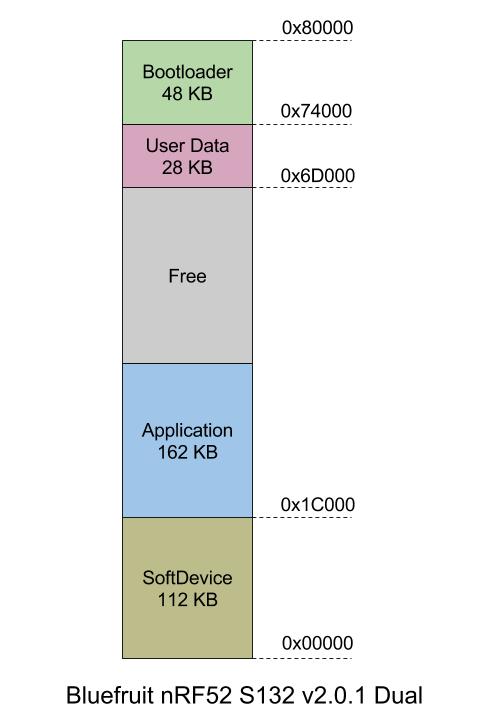 0x80000
Bootloader
48 KB
0x74000
User Data
28 KB
0x6D000
Free
Application
162 KB
0x1C000
SoftDevice
112 KB
0x00000
Bluefruit nRF52 S132 v2.0.1 Dual